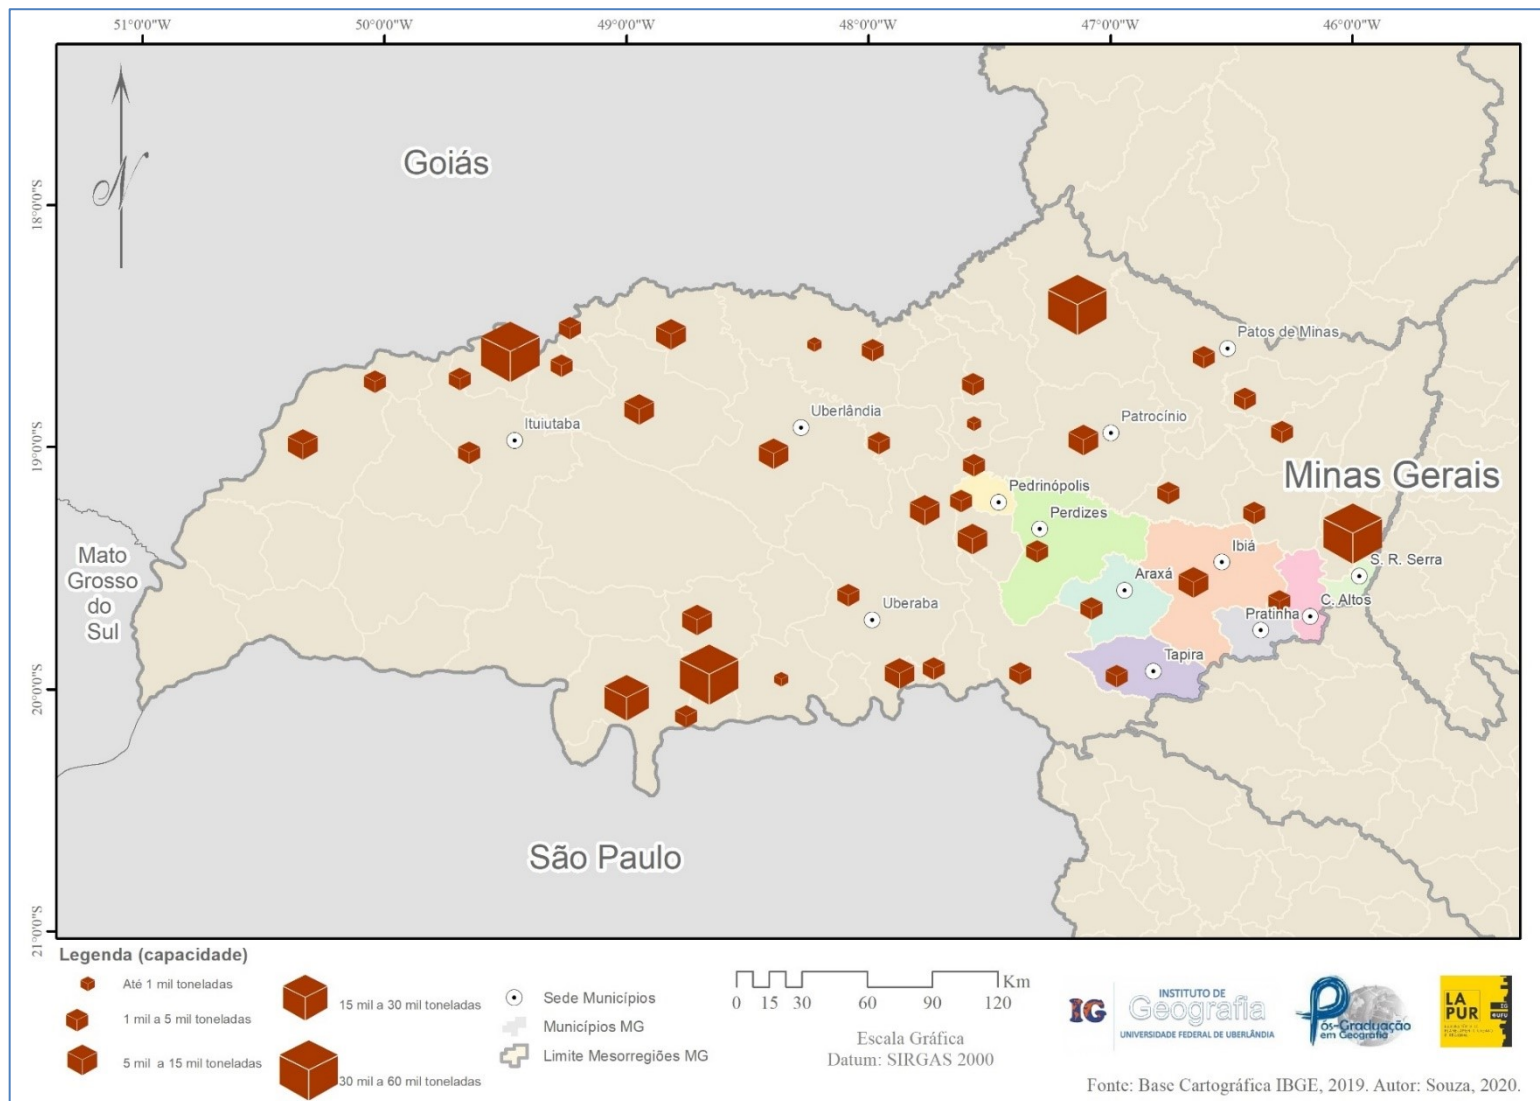 51°0'0"W
50°0'0"W
49°0'0"W
48°0'0"W
47°0'0"W
46°0'0"W
18°0'0"S
19°0'0"S
20°0'0"S
21°0'0"S
N
Goiás
Patos de Minas
Uberlândia
Ituiutaba
Patrocínio
Minas Gerais
Pedrinópolis
Perdizes
Ibiá
Mato
Grosso
do
Sul
Araxá
S. R. Serra
Uberaba
C. Altos
Pratinha
Tapira
São Paulo
Legenda (capacidade)
Até 1 mil toneladas
1 mil a 5 mil toneladas
5 mil a 15 mil toneladas
15 mil a 30 mil toneladas
30 mil a 60 mil toneladas
Sede Municípios
Municípios MG
Limite Mesorregiões MG
Km
0 15 30 60 90 120
Escala Gráfica
Datum: SIRGAS 2000
IG
INSTITUTO DE
Geografia
UNIVERSIDADE FEDERAL DE UBERLÂNDIA
Pós-Graduação
em Geografia
LA
PUR
IG
Fonte: Base Cartográfica IBGE, 2019. Autor: Souza, 2020.